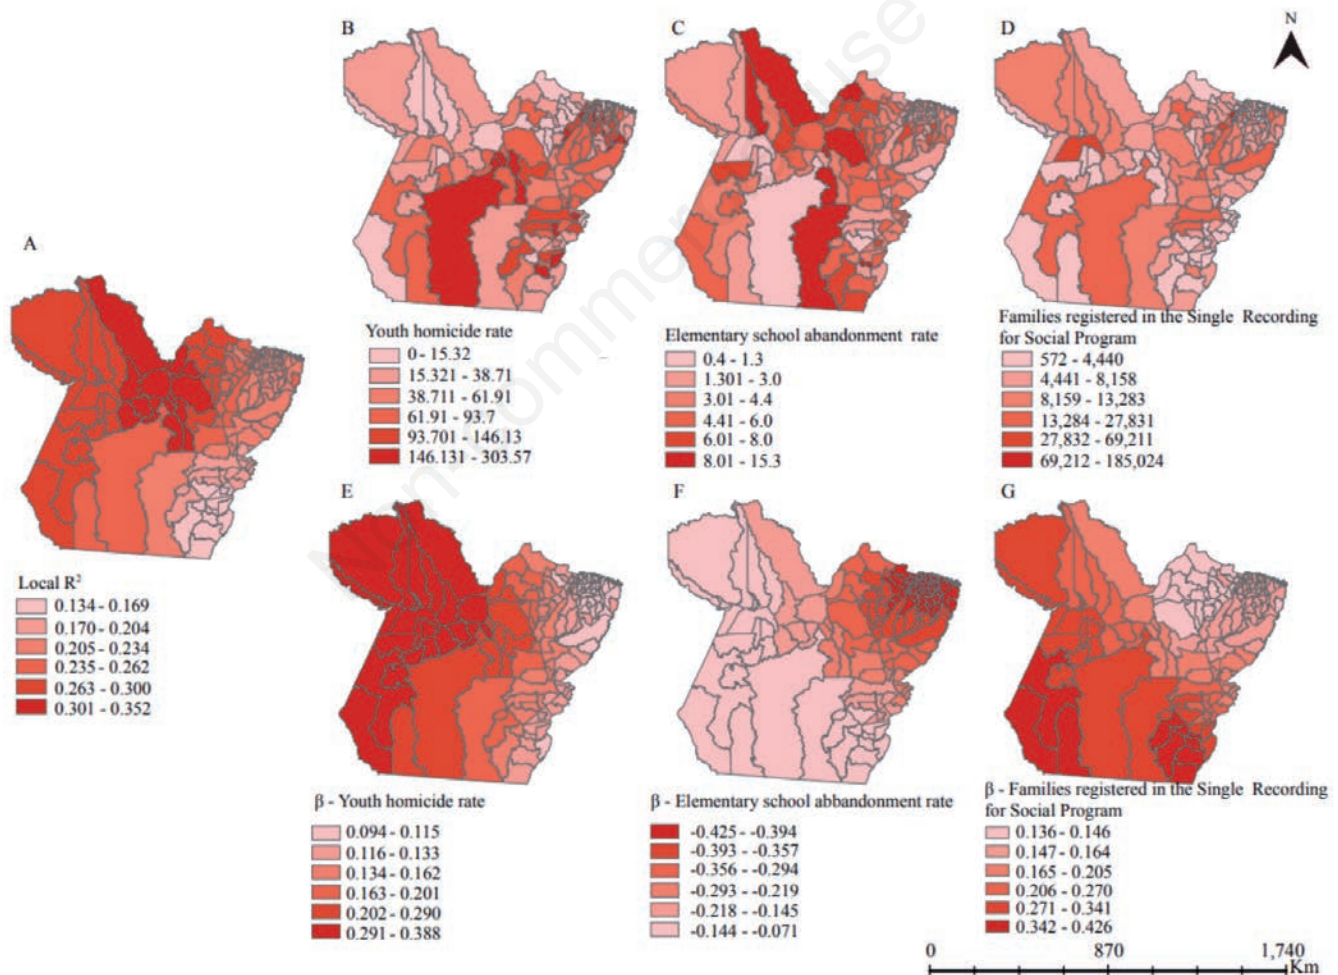 B
C
D
N
A
Youth homicide rate
0 - 15.32
15.321 - 38.71
38.711 - 61.91
61.91 - 93.7
93.701 - 146.13
146.131 - 303.57
Elementary school abandonment rate
0.4 - 1.3
1.301 - 3.0
3.01 - 4.4
4.41 - 6.0
6.01 - 8.0
8.01 - 15.3
Families registered in the Single Recording
for Social Program
572 - 4,440
4,441 - 8,158
8,159 - 13,283
13,284 - 27,831
27,832 - 69,211
69,212 - 185,024
E
F
G
Local R²
0.134 - 0.169
0.170 - 0.204
0.205 - 0.234
0.235 - 0.262
0.263 - 0.300
0.301 - 0.352
β - Youth homicide rate
0.094 - 0.115
0.116 - 0.133
0.134 - 0.162
0.163 - 0.201
0.202 - 0.290
0.291 - 0.388
β - Elementary school abbandonment rate
-0.425 - -0.394
-0.393 - -0.357
-0.356 - -0.294
-0.293 - -0.219
-0.218 - -0.145
-0.144 - -0.071
β - Families registered in the Single Recording
for Social Program
0.136 - 0.146
0.147 - 0.164
0.165 - 0.205
0.206 - 0.270
0.271 - 0.341
0.342 - 0.426
0 870 1,740
Km
use